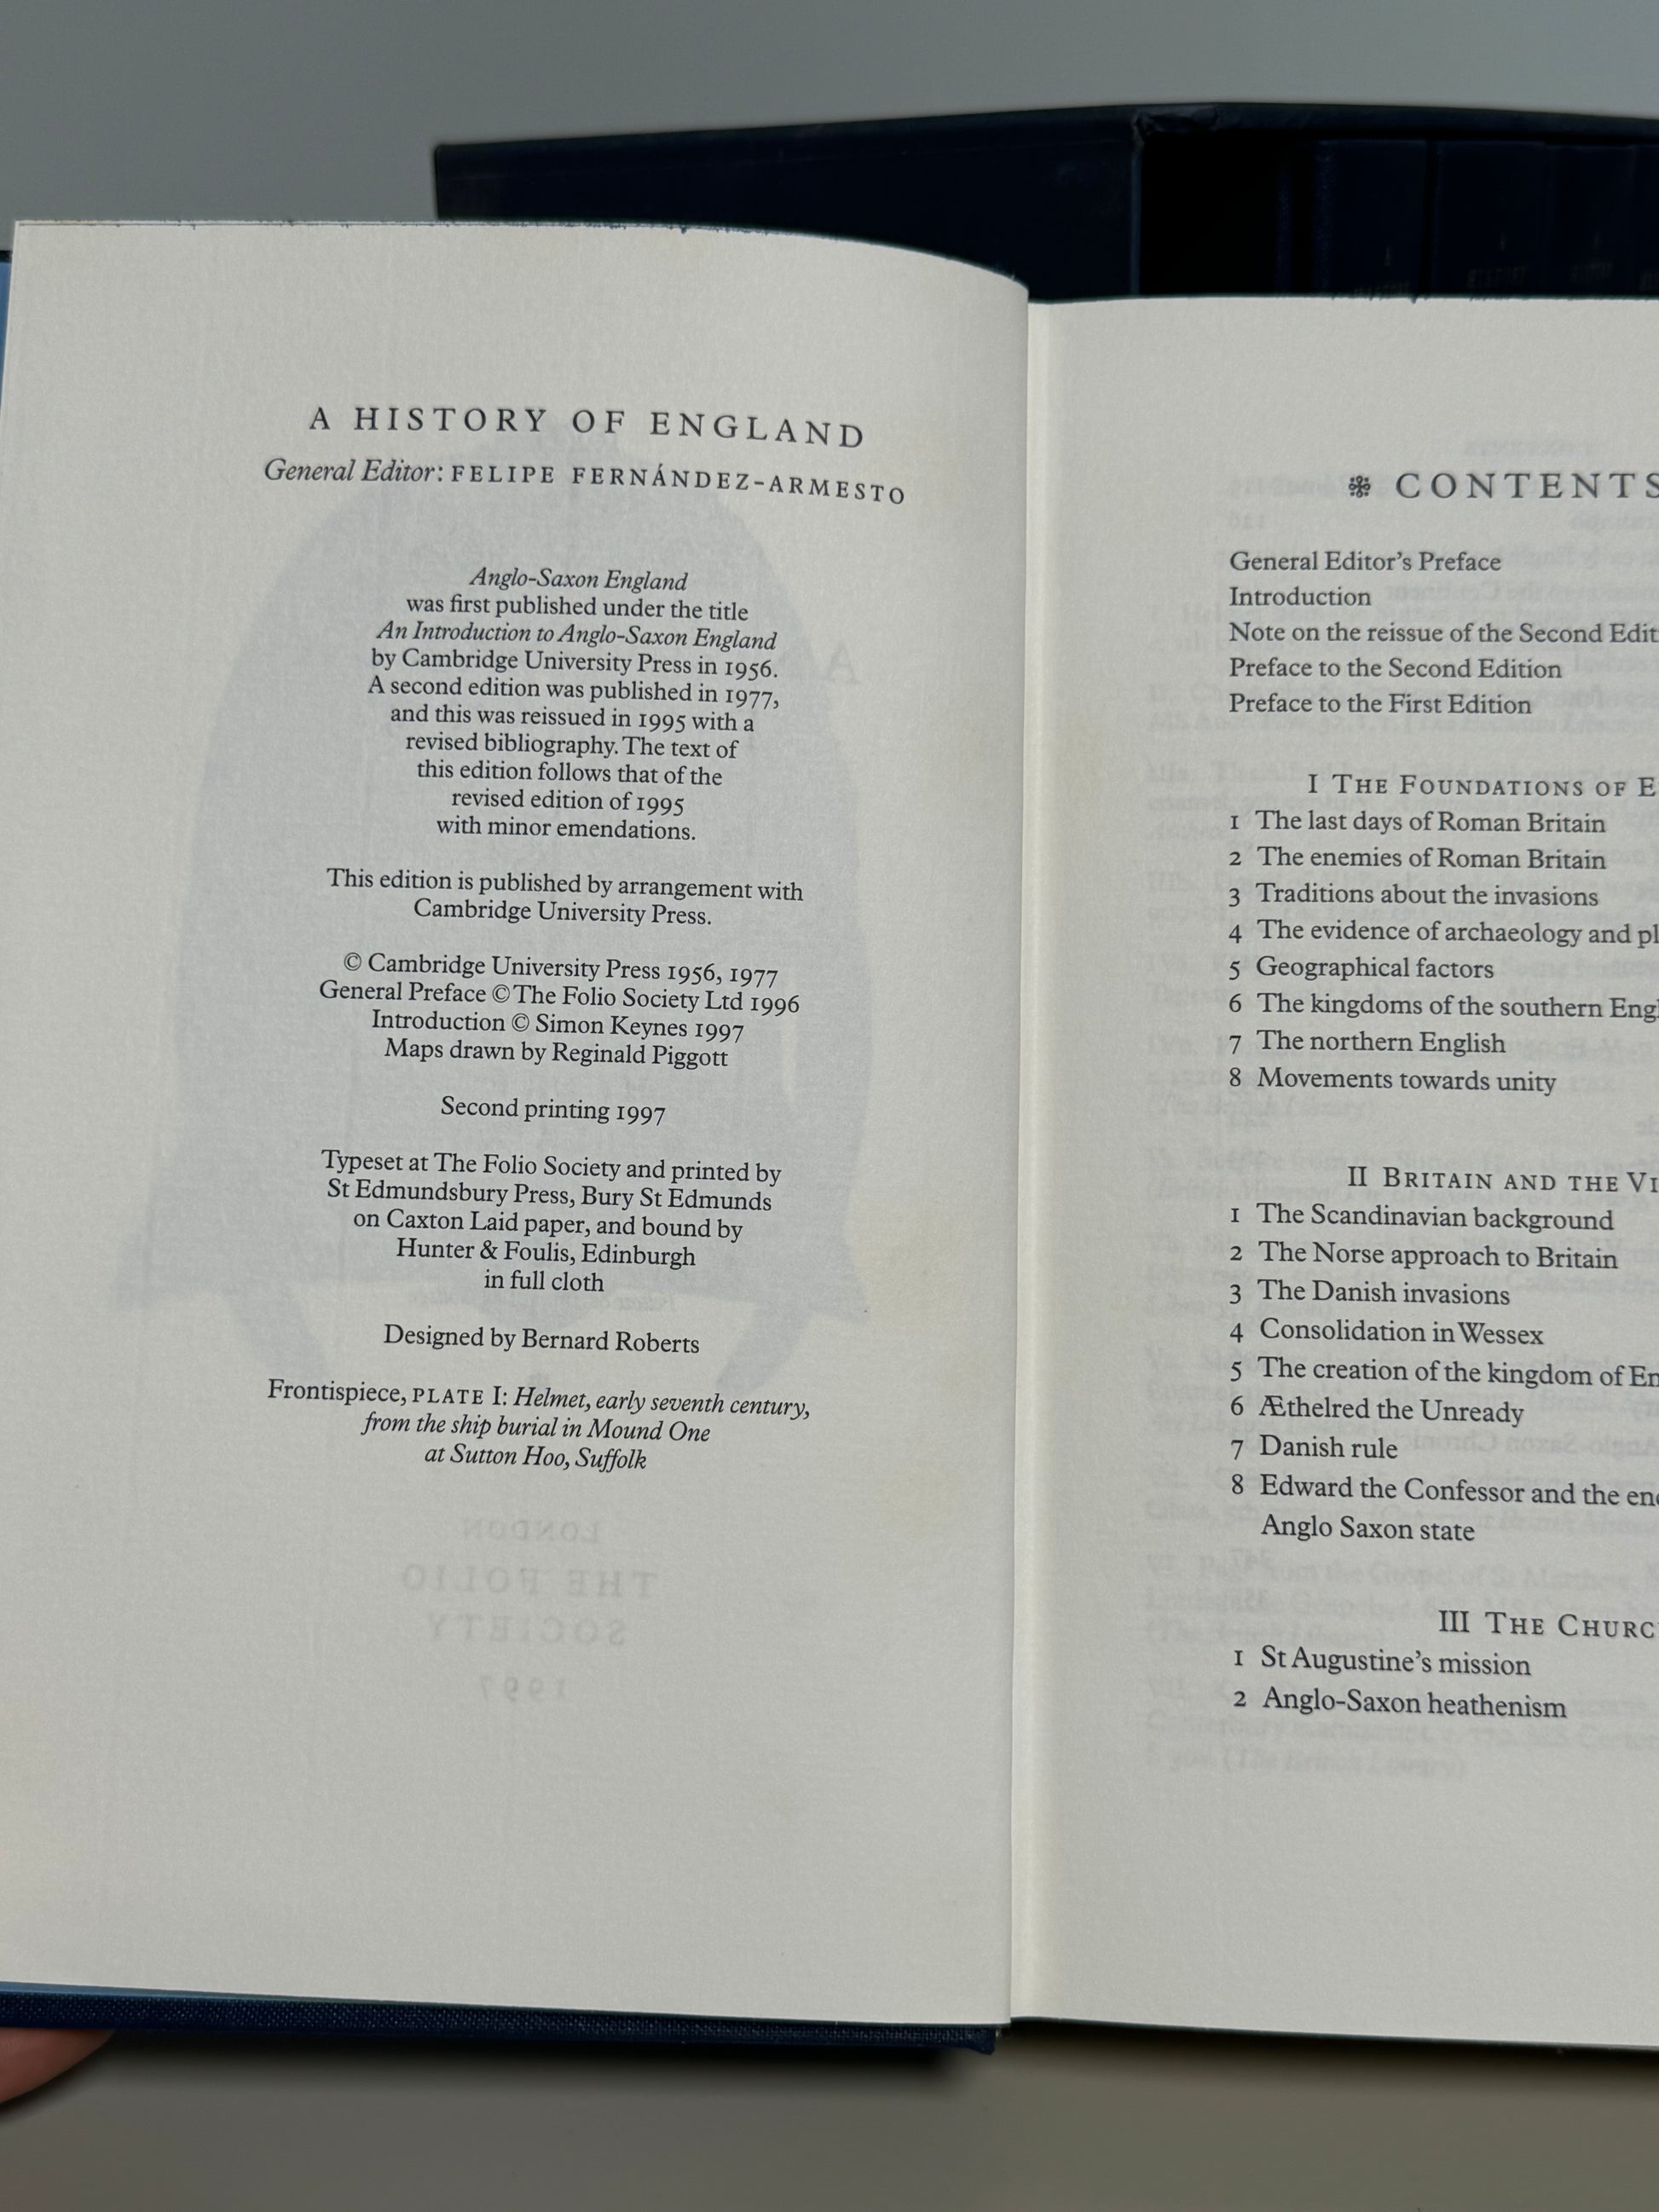 A HISTORY OF ENGLAND
General Editor: FELIPE FERNÁNDEZ-ARMESTO
Anglo-Saxon England
was first published under the title
An Introduction to Anglo-Saxon England
by Cambridge University Press in 1956.
A second edition was published in 1977,
and this was reissued in 1995 with a
revised bibliography. The text of
this edition follows that of the
revised edition of 1995
with minor emendations.
This edition is published by arrangement with
Cambridge University Press.
© Cambridge University Press 1956, 1977
General Preface © The Folio Society Ltd 1996
Introduction © Simon Keynes 1997
Maps drawn by Reginald Piggott
Second printing 1997
Typeset at The Folio Society and printed by
St Edmundsbury Press, Bury St Edmunds
on Caxton Laid paper, and bound by
Hunter & Foulis, Edinburgh
in full cloth
Designed by Bernard Roberts
Frontispiece, PLATE I: Helmet, early seventh century,
from the ship burial in Mound One
at Sutton Hoo, Suffolk
LONDON
THE FOLIO
SOCIETY
1997
CONTENTS
General Editor's Preface
Introduction
Note on the reissue of the Second
Preface to the Second Edition
Preface to the First Edition
I THE FOUNDATIONS OF
1 The last days of Roman Britain
2 The enemies of Roman Britain
3 Traditions about the invasions
4 The evidence of archaeology and
5 Geographical factors
6 The kingdoms of the southern
7 The northern English
8 Movements towards unity
II BRITAIN AND THE
1 The Scandinavian background
2 The Norse approach to Britain
3 The Danish invasions
4 Consolidation in Wessex
5 The creation of the kingdom of
6 Æthelred the Unready
7 Danish rule
8 Edward the Confessor and the
Anglo Saxon state
III THE
1 St Augustine's mission
2 Anglo-Saxon heathenism